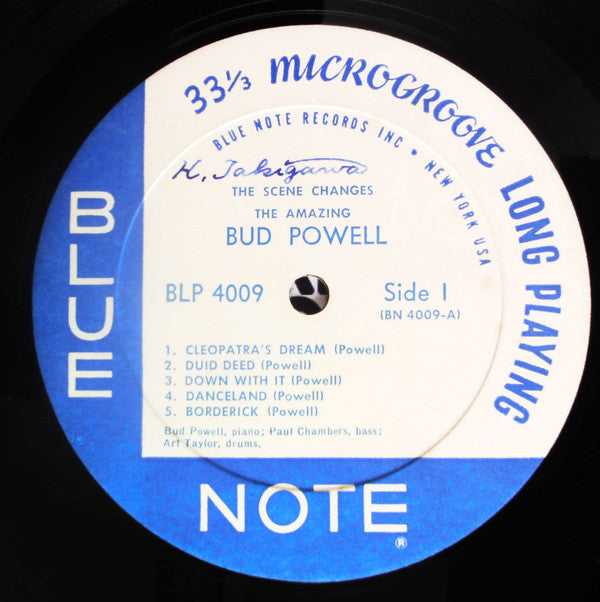 33⅓ MICROGROOVE LONG PLAYING
BLUE NOTE RECORDS INC • NEW YORK USA
K. Takigawa
THE SCENE CHANGES
THE AMAZING
BUD POWELL
BLP 4009
Side 1
(BN 4009-A)
1. CLEOPATRA'S DREAM (Powell)
2. DUID DEED (Powell)
3. DOWN WITH IT (Powell)
4. DANCELAND (Powell)
5. BORDERICK (Powell)
Bud Powell, piano; Paul Chambers, bass;
Art Taylor, drums.
BLUE
NOTE®